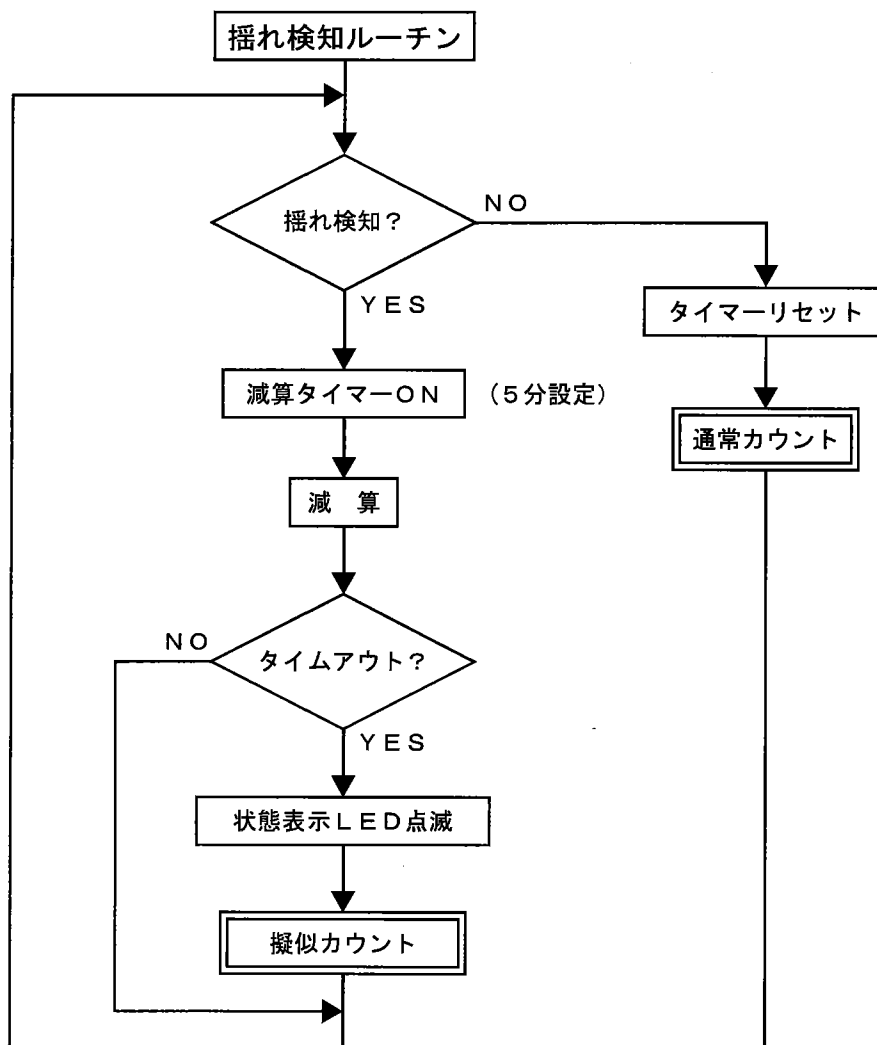 揺れ検知ルーチン
揺れ検知？
NO
YES
タイマーリセット
減算タイマーON （5分設定）
通常カウント
減 算
NO
タイムアウト？
YES
状態表示LED点滅
擬似カウント